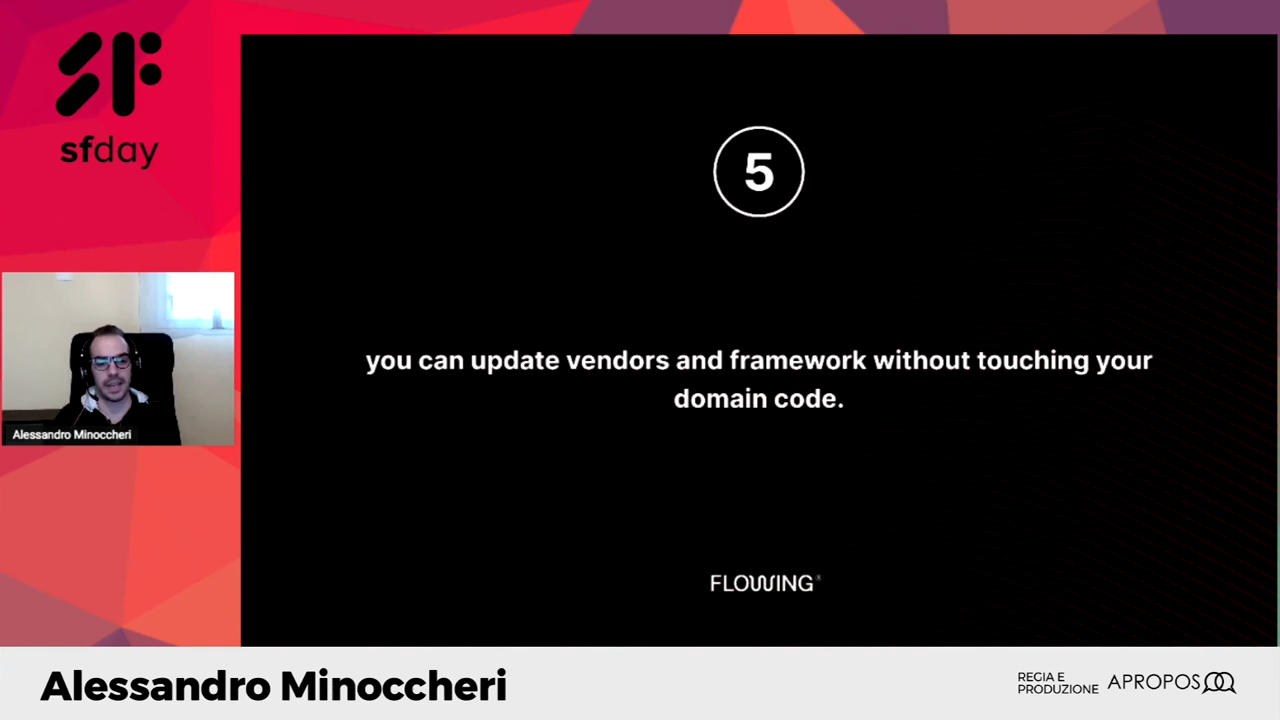 sfday
5
you can update vendors and framework without touching your
domain code.
Alessandro Minoccheri
FLOWING®
Alessandro Minoccheri
REGIA E
PRODUZIONE
APROPOS